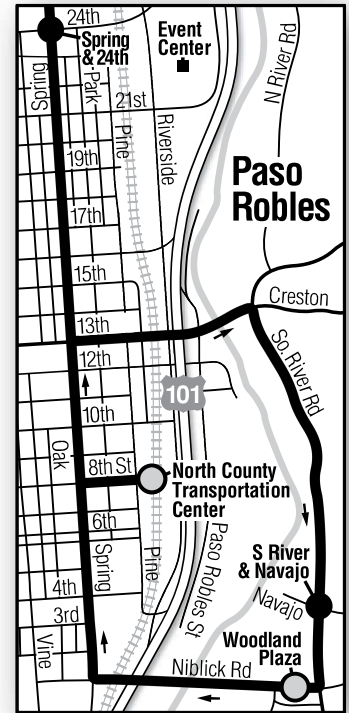 24th
Spring
& 24th
Event
Center
N River Rd
Spring
Park
21st
Pine
Riverside
19th
Paso
Robles
17th
15th
Creston
13th
So. River Rd
12th
101
10th
Oak
8th St
North County
Transportation
Center
6th
Spring
Pine
Paso Robles St
S River
& Navajo
4th
Navajo
3rd
Vine
Woodland
Plaza
Niblick Rd